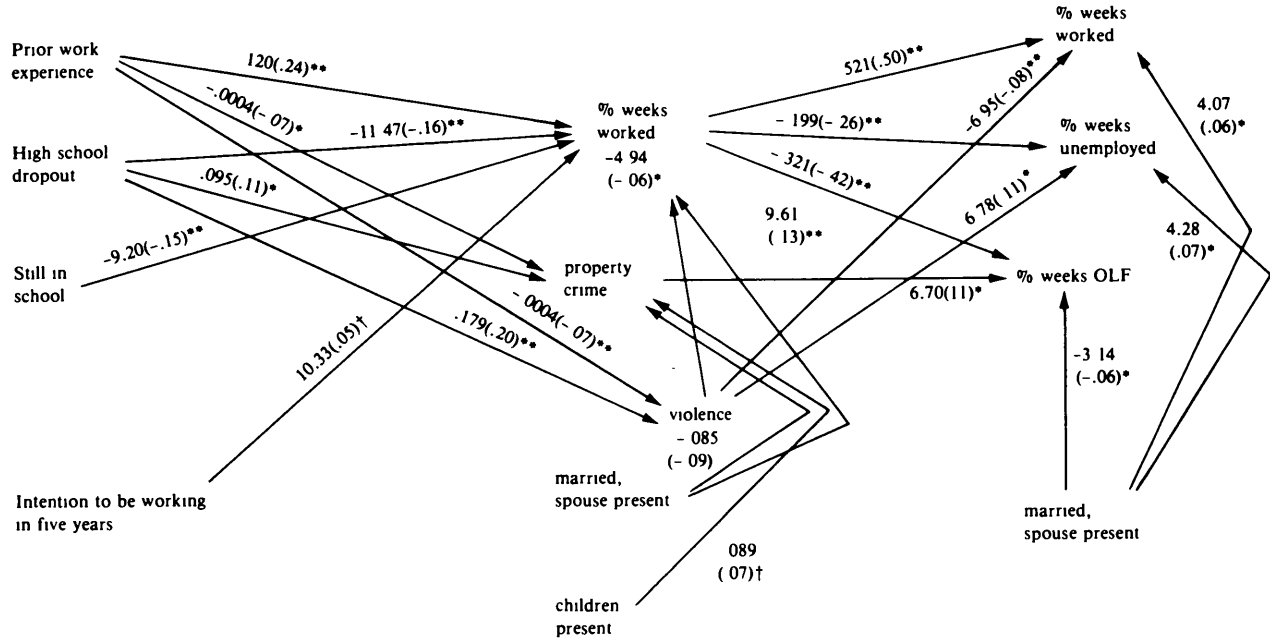 % weeks
worked
Prior work
experience
120(.24)**
-.0004(- 07)*
521(.50)**
-6 95(-.08)**
4.07
(.06)*
% weeks
worked
-4 94
(- 06)*
-11 47(-.16)**
- 199(- 26)**
% weeks
unemployed
High school
dropout
.095(.11)*
- 321(- 42)**
6 78( 11)*
9.61
( 13)**
4.28
(.07)*
-9.20(-.15)**
Still in
school
property
crime
6.70(11)*
% weeks OLF
- 0004(- 07)**
.179(.20)**
10.33(.05)†
-3 14
(-.06)*
violence
- 085
(- 09)
married,
spouse present
Intention to be working
in five years
married,
spouse present
089
( 07)†
children
present